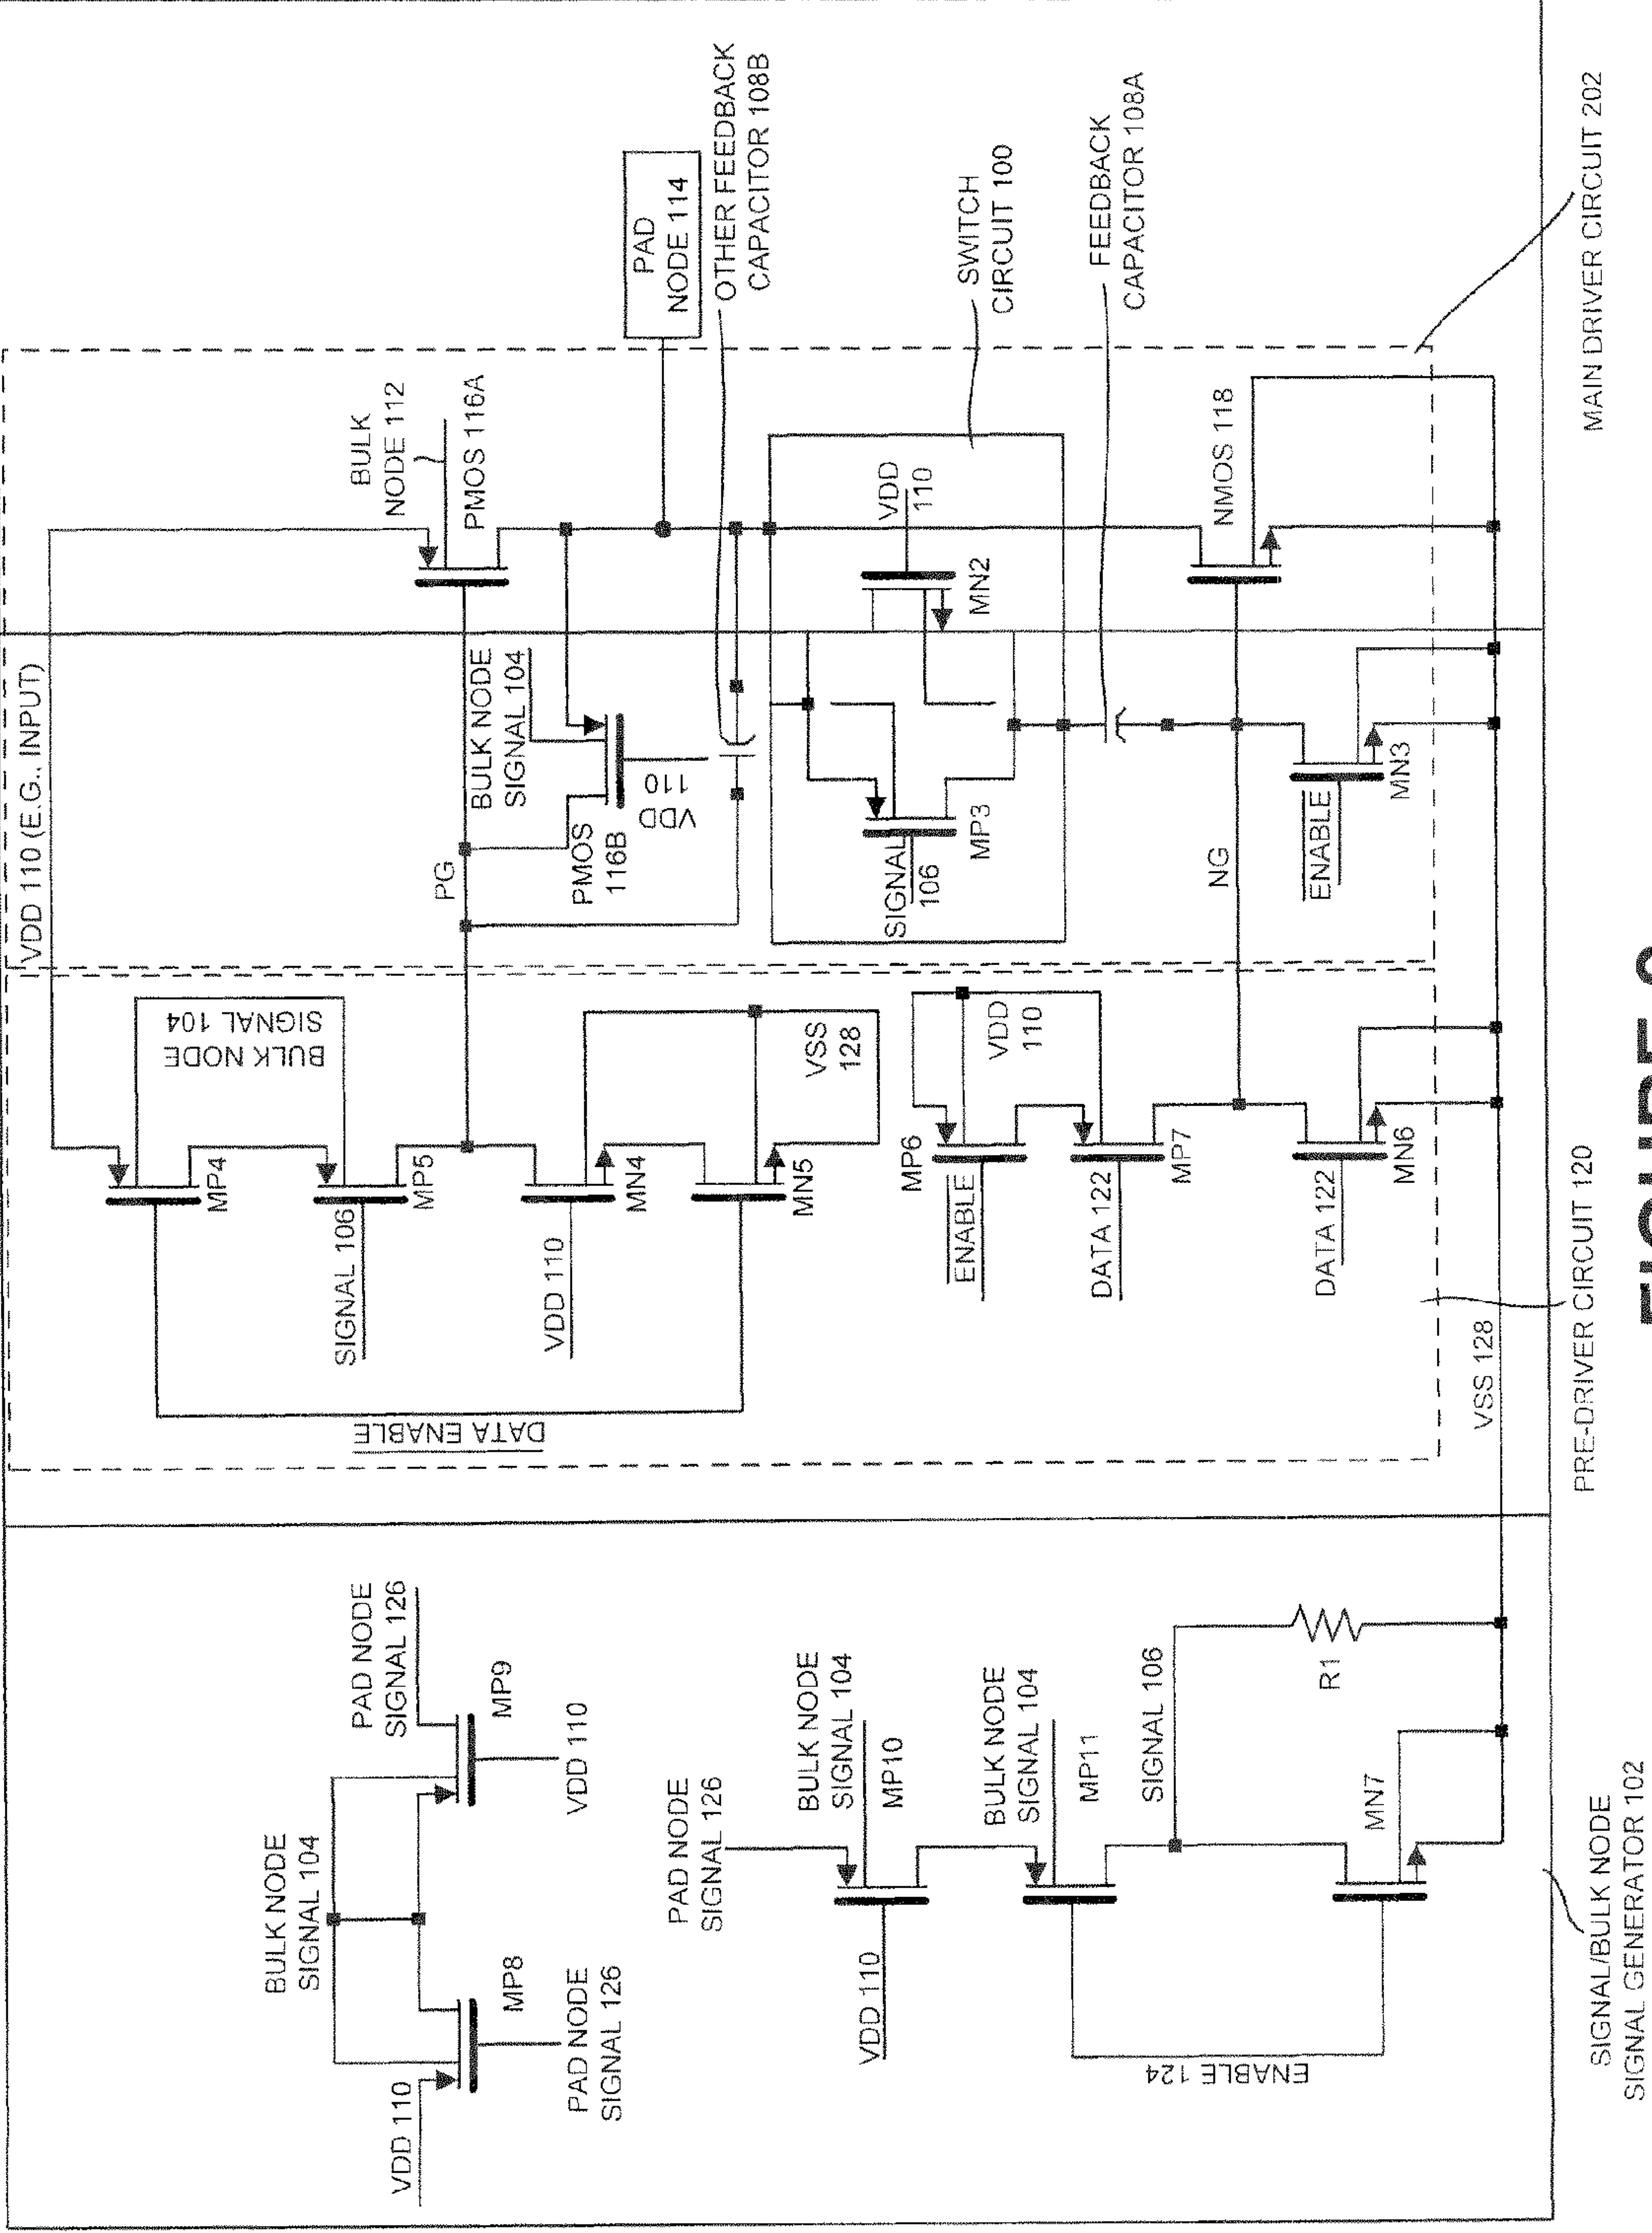 VDD 110 (E.G., INPUT)
BULK NODE
SIGNAL 104
MP4
SIGNAL 106
MP5
VDD 110
MN4
MN5
VSS
128
DATA ENABLE
PG
BULK NODE
SIGNAL 104
PMOS
116B
VDD
110
BULK
NODE 112
PMOS 116A
PAD
NODE 114
OTHER FEEDBACK
CAPACITOR 108B
SWITCH
CIRCUIT 100
FEEDBACK
CAPACITOR 108A
VDD
110
MN2
SIGNAL
106
MP3
NMOS 118
NG
ENABLE
MN3
MP6
ENABLE
VDD
110
DATA 122
MP7
DATA 122
MN6
VSS 128
MAIN DRIVER CIRCUIT 202
PRE-DRIVER CIRCUIT 120
BULK NODE
SIGNAL 104
VDD 110
MP8
PAD NODE
SIGNAL 126
PAD NODE
SIGNAL 126
MP9
VDD 110
PAD NODE
SIGNAL 126
BULK NODE
SIGNAL 104
VDD 110
MP10
BULK NODE
SIGNAL 104
MP11
SIGNAL 106
ENABLE 124
MN7
R1
SIGNAL/BULK NODE
SIGNAL GENERATOR 102